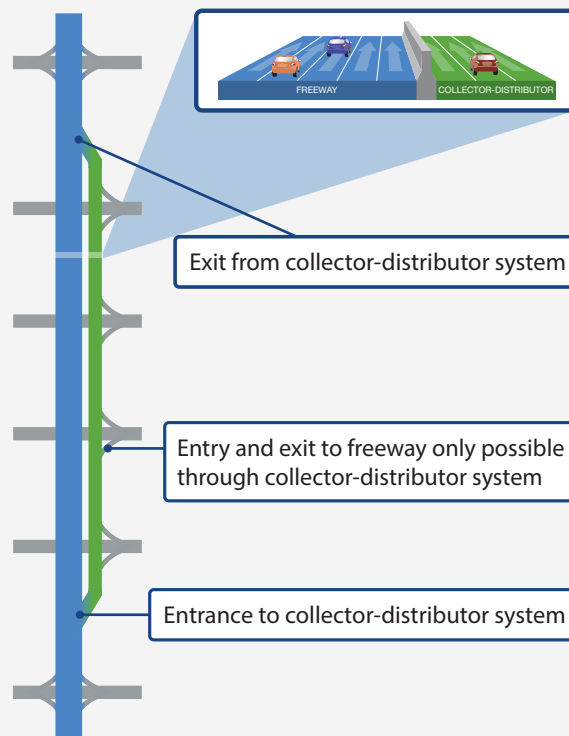 FREEWAY
COLLECTOR-DISTRIBUTOR
Exit from collector-distributor system
Entry and exit to freeway only possible
through collector-distributor system
Entrance to collector-distributor system